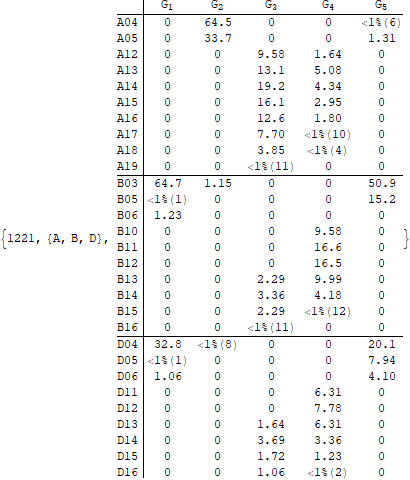 G1 G2 G3 G4 G5
A04 0 64.5 0 0 <1%(6)
A05 0 33.7 0 0 1.31
A12 0 0 9.58 1.64 0
A13 0 0 13.1 5.08 0
A14 0 0 19.2 4.34 0
A15 0 0 16.1 2.95 0
A16 0 0 12.6 1.80 0
A17 0 0 7.70 <1%(10) 0
A18 0 0 3.85 <1%(4) 0
A19 0 0 <1%(11) 0 0
B03 64.7 1.15 0 0 50.9
B05 <1%(1) 0 0 0 15.2
B06 1.23 0 0 0 0
B10 0 0 0 9.58 0
{1221, {A, B, D}, B11 0 0 0 16.6 0 }
B12 0 0 0 16.5 0
B13 0 0 2.29 9.99 0
B14 0 0 3.36 4.18 0
B15 0 0 2.29 <1%(12) 0
B16 0 0 <1%(11) 0 0
D04 32.8 <1%(8) 0 0 20.1
D05 <1%(1) 0 0 0 7.94
D06 1.06 0 0 0 4.10
D11 0 0 0 6.31 0
D12 0 0 0 7.78 0
D13 0 0 1.64 6.31 0
D14 0 0 3.69 3.36 0
D15 0 0 1.72 1.23 0
D16 0 0 1.06 <1%(2) 0